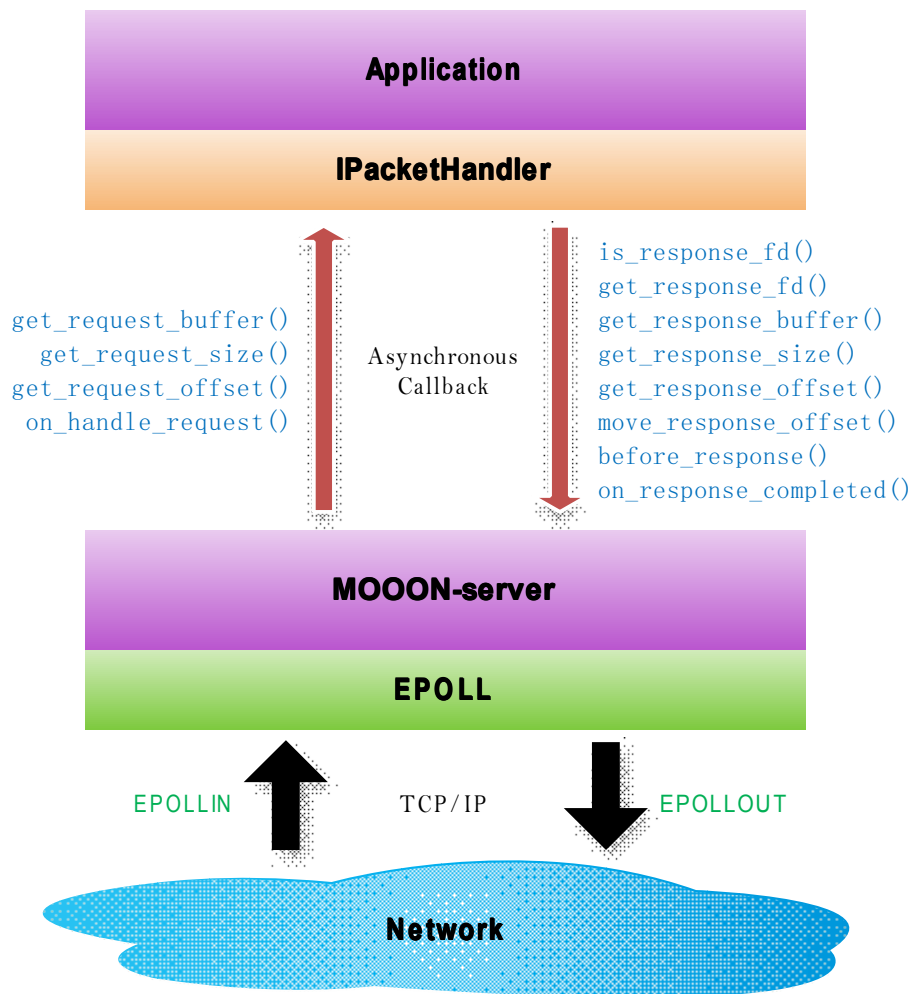 Application
IPacketHandler
get_request_buffer()
get_request_size()
get_request_offset()
on_handle_request()
Asynchronous
Callback
is_response_fd()
get_response_fd()
get_response_buffer()
get_response_size()
get_response_offset()
move_response_offset()
before_response()
on_response_completed()
MOOON-server
EPOLL
EPOLLIN
TCP/IP
EPOLLOUT
Network